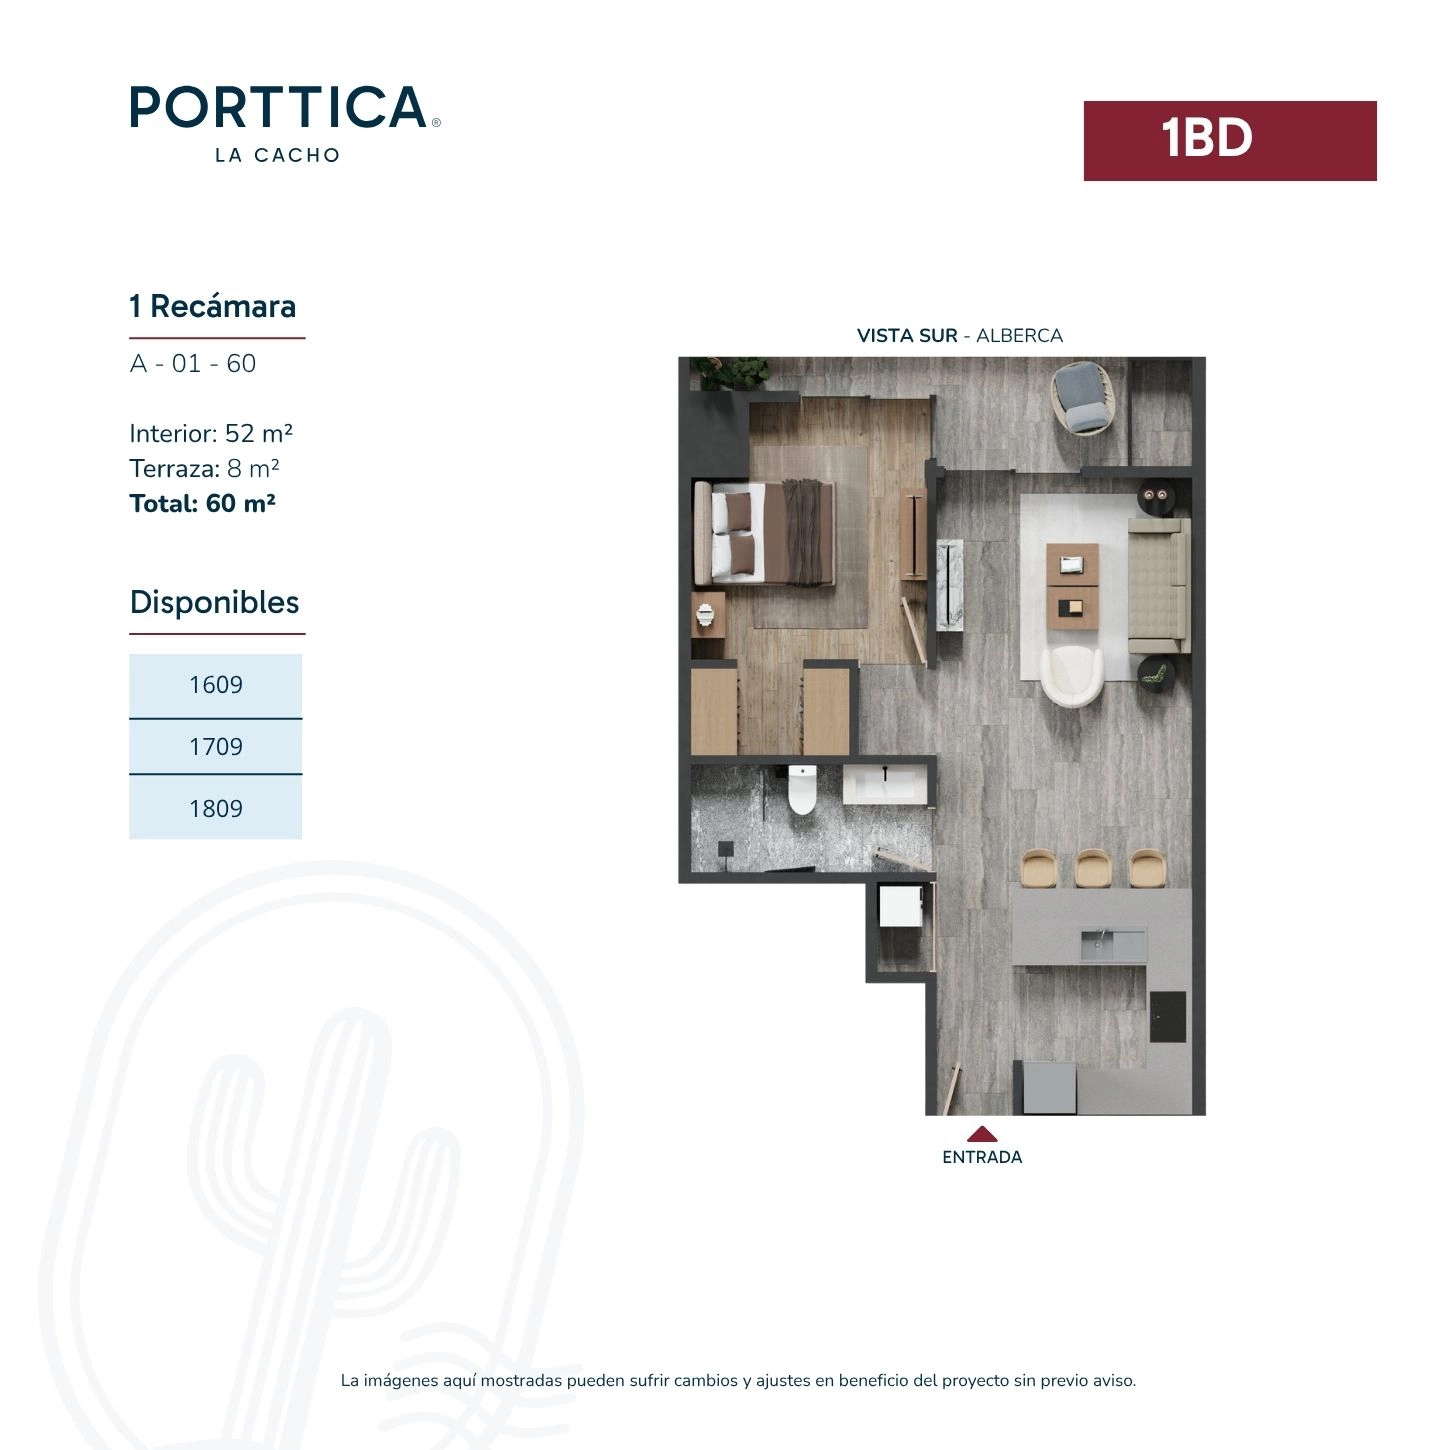 PORTTICA®
LA CACHO
1BD
1 Recámara
A - 01 - 60
Interior: 52 m²
Terraza: 8 m²
Total: 60 m²
Disponibles
1609
1709
1809
VISTA SUR - ALBERCA
ENTRADA
La imágenes aquí mostradas pueden sufrir cambios y ajustes en beneficio del proyecto sin previo aviso.